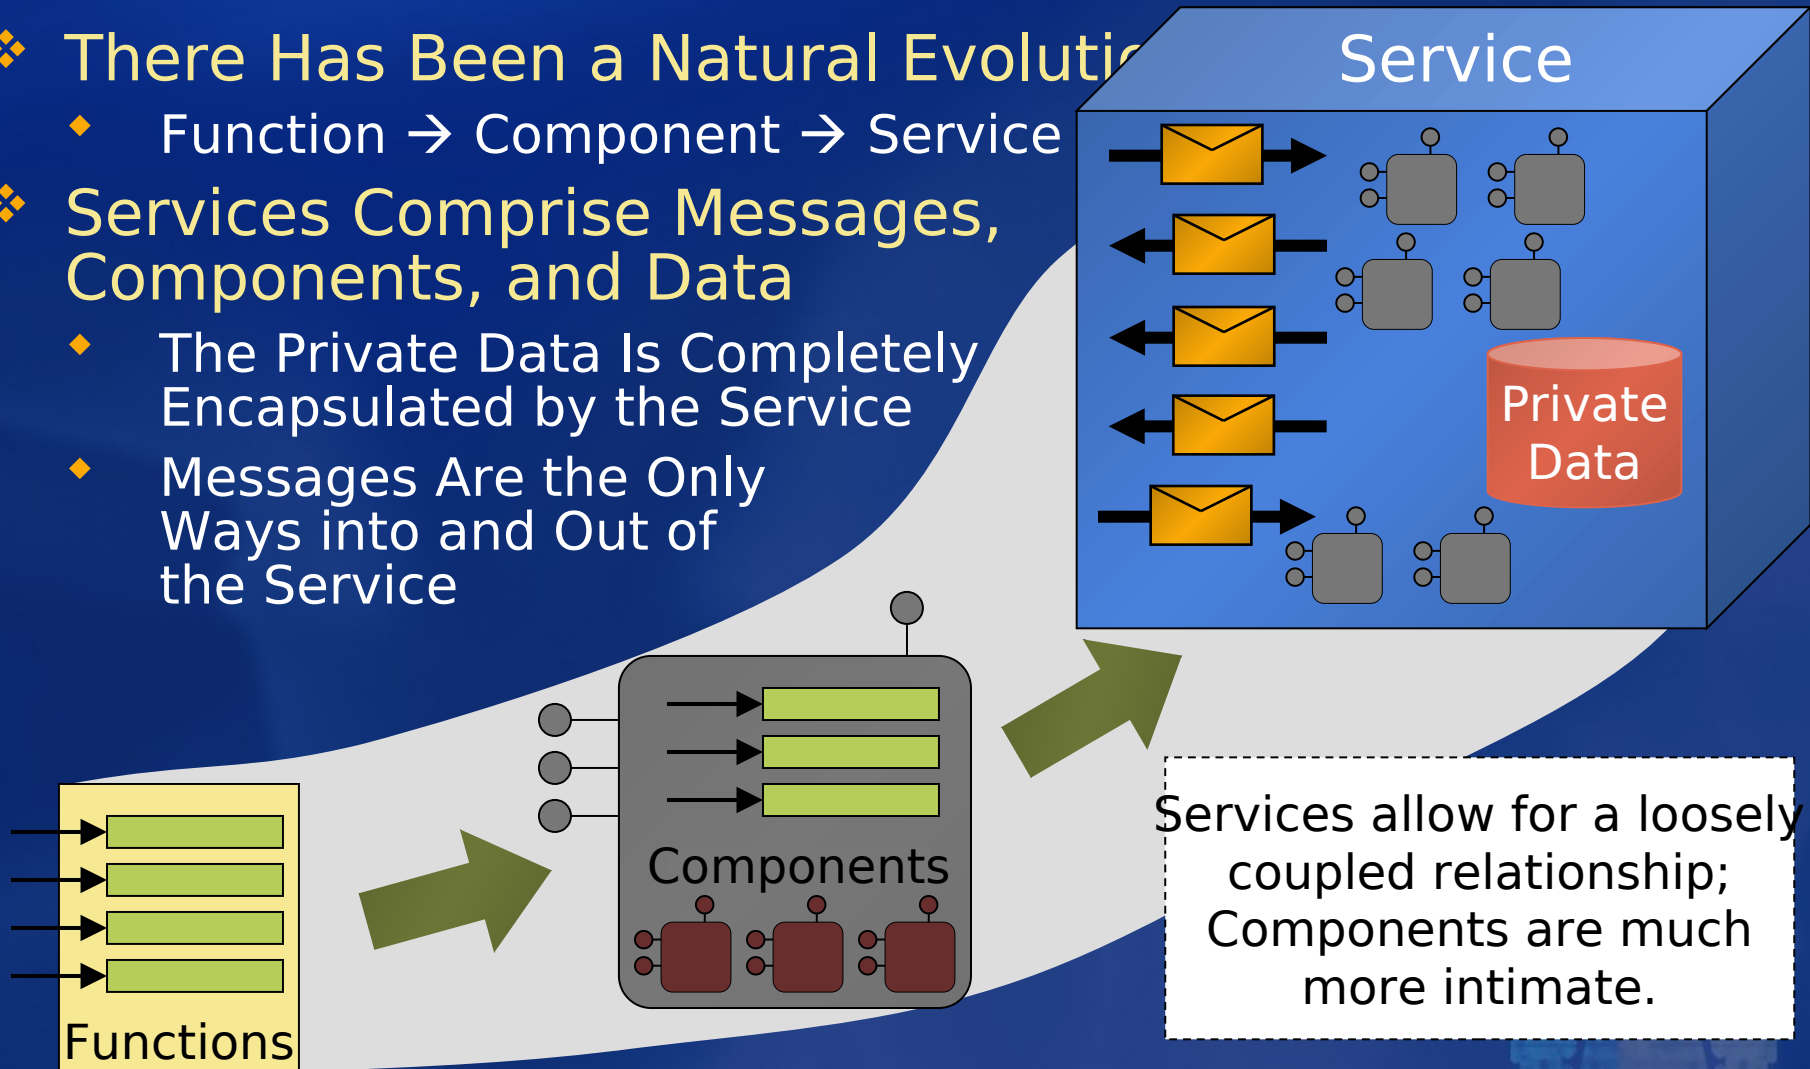 There Has Been a Natural Evolutio
Function → Component → Service
Services Comprise Messages,
Components, and Data
The Private Data Is Completely
Encapsulated by the Service
Messages Are the Only
Ways into and Out of
the Service
Service
Private
Data
Components
Functions
Services allow for a loosely
coupled relationship;
Components are much
more intimate.